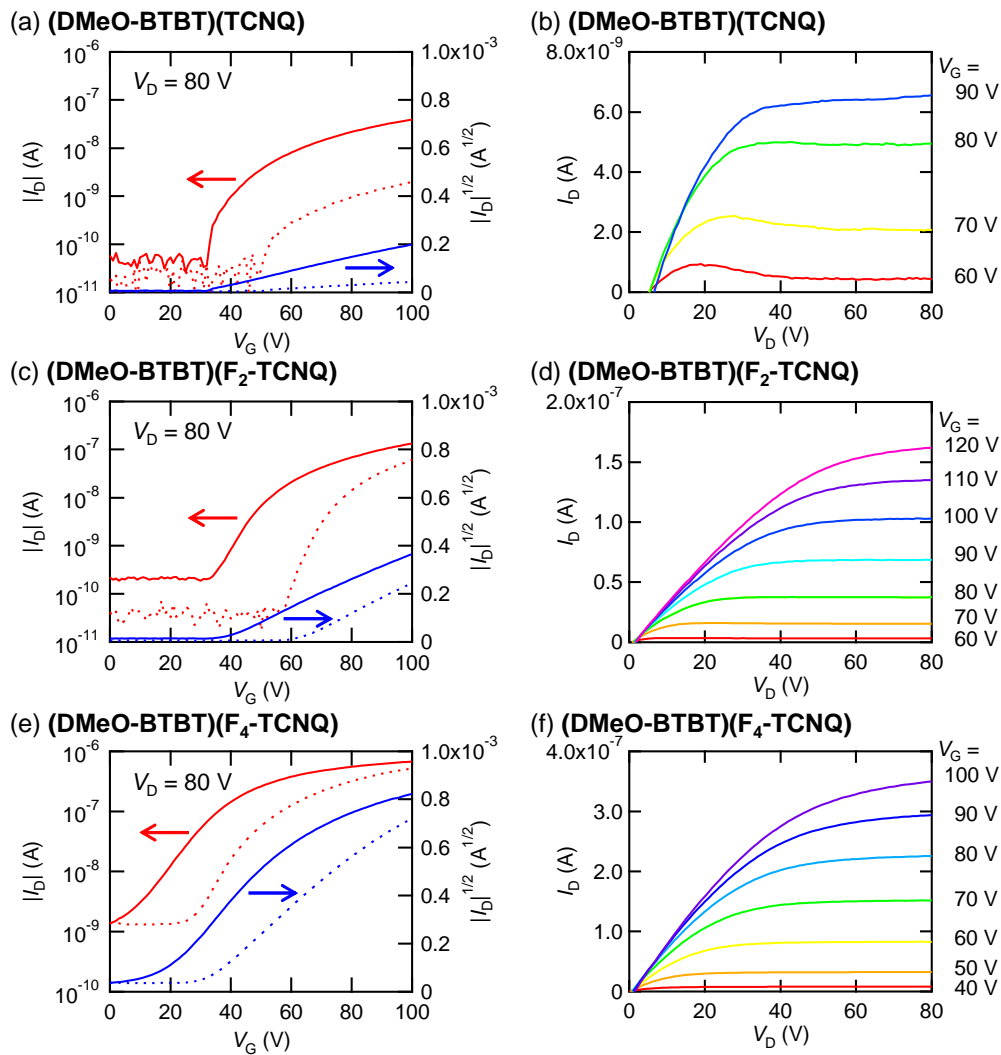 (a) (DMeO-BTBT)(TCNQ)
10⁻⁶
10⁻⁷
10⁻⁸
10⁻⁹
10⁻¹⁰
10⁻¹¹
|I_D| (A)
V_D = 80 V
1.0x10⁻³
0.8
0.6
0.4
0.2
0
|I_D|^1/2 (A^1/2)
0 20 40 60 80 100
V_G (V)
(b) (DMeO-BTBT)(TCNQ)
8.0x10⁻⁹
6.0
4.0
2.0
0
I_D (A)
V_G =
90 V
80 V
70 V
60 V
0 20 40 60 80
V_D (V)
(c) (DMeO-BTBT)(F₂-TCNQ)
10⁻⁶
10⁻⁷
10⁻⁸
10⁻⁹
10⁻¹⁰
10⁻¹¹
|I_D| (A)
V_D = 80 V
1.0x10⁻³
0.8
0.6
0.4
0.2
0
|I_D|^1/2 (A^1/2)
0 20 40 60 80 100
V_G (V)
(d) (DMeO-BTBT)(F₂-TCNQ)
2.0x10⁻⁷
1.5
1.0
0.5
0
I_D (A)
V_G =
120 V
110 V
100 V
90 V
80 V
70 V
60 V
0 20 40 60 80
V_D (V)
(e) (DMeO-BTBT)(F₄-TCNQ)
10⁻⁶
10⁻⁷
10⁻⁸
10⁻⁹
10⁻¹⁰
|I_D| (A)
V_D = 80 V
1.0x10⁻³
0.8
0.6
0.4
0.2
0
|I_D|^1/2 (A^1/2)
0 20 40 60 80 100
V_G (V)
(f) (DMeO-BTBT)(F₄-TCNQ)
4.0x10⁻⁷
3.0
2.0
1.0
0
I_D (A)
V_G =
100 V
90 V
80 V
70 V
60 V
50 V
40 V
0 20 40 60 80
V_D (V)